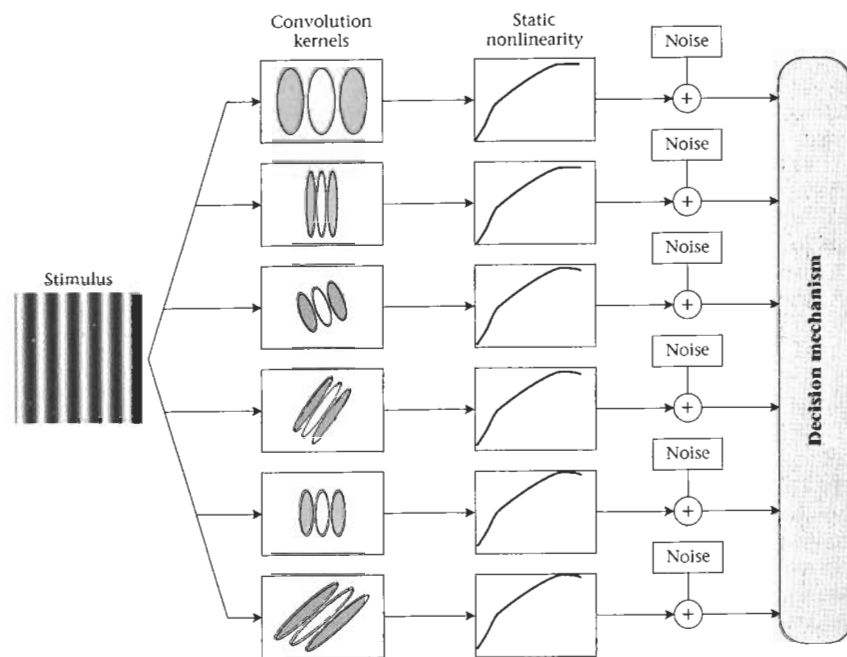 Convolution
kernels
Static
nonlinearity
Noise
+
Noise
+
Stimulus
Noise
+
Noise
+
Noise
+
Noise
+
Decision mechanism